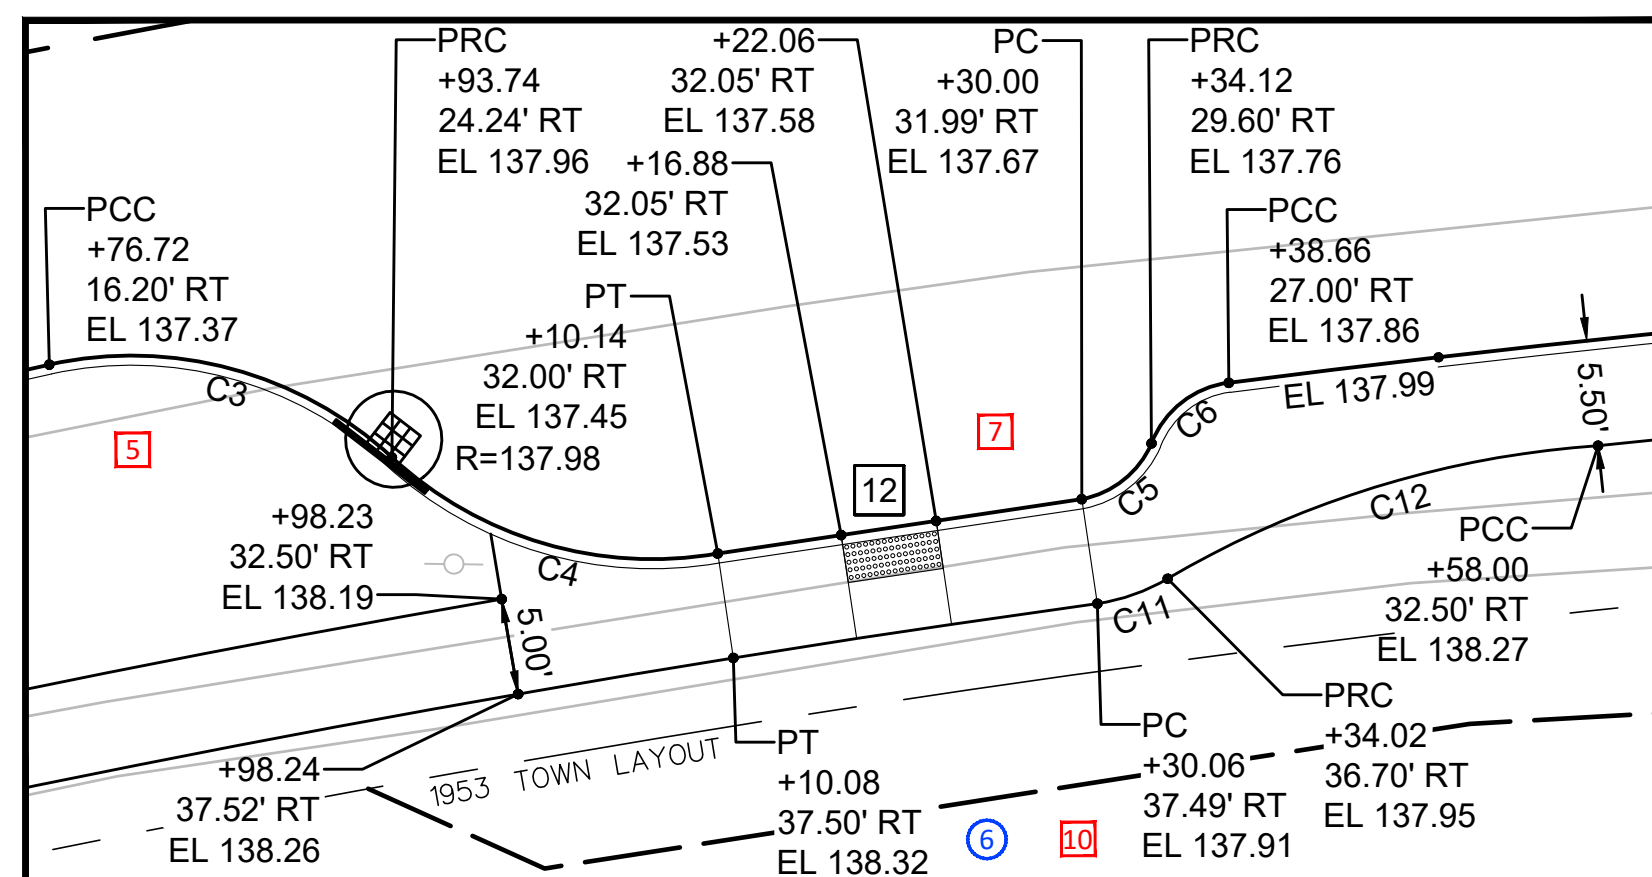 PRC
+93.74
24.24' RT
EL 137.96
+22.06
32.05' RT
EL 137.58
PC
+30.00
31.99' RT
EL 137.67
PRC
+34.12
29.60' RT
EL 137.76
+16.88
32.05' RT
EL 137.53
PCC
+76.72
16.20' RT
EL 137.37
PCC
+38.66
27.00' RT
EL 137.86
PT
+10.14
32.00' RT
EL 137.45
R=137.98
C3
5
7
12
C6
EL 137.99
5.50'
C5
C12
+98.23
32.50' RT
EL 138.19
C4
5.00'
C11
PCC
+58.00
32.50' RT
EL 138.27
+98.24
37.52' RT
EL 138.26
1953 TOWN LAYOUT
PT
+10.08
37.50' RT
EL 138.32
6
10
PC
+30.06
37.49' RT
EL 137.91
PRC
+34.02
36.70' RT
EL 137.95